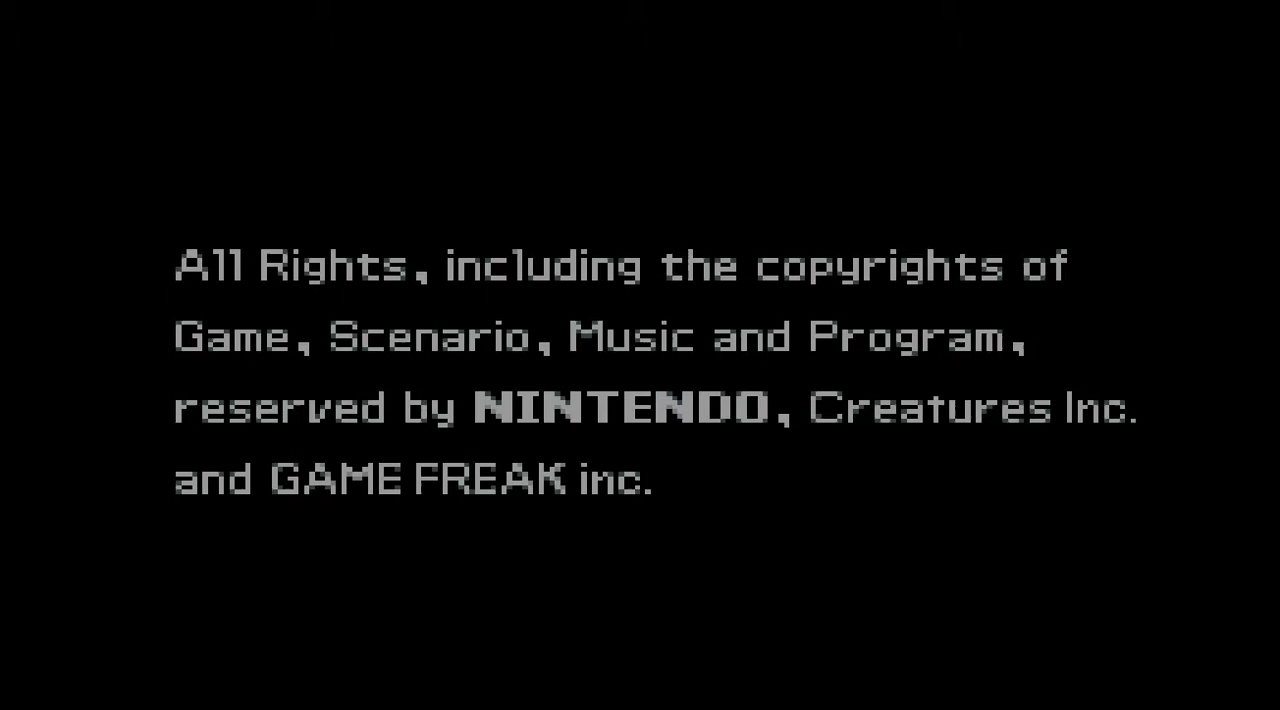 All Rights, including the copyrights of
Game, Scenario, Music and Program,
reserved by NINTENDO, Creatures Inc.
and GAME FREAK inc.